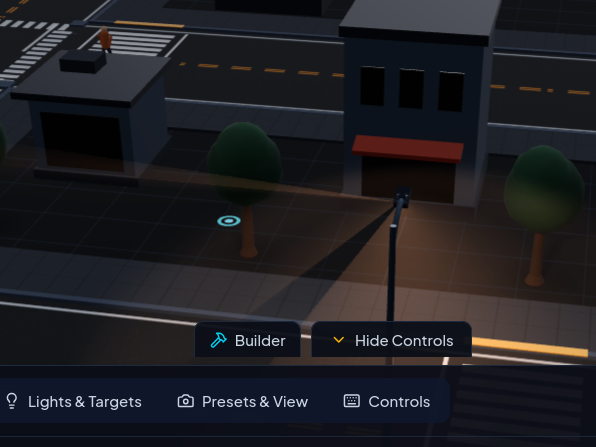 Builder
Hide Controls
Lights & Targets
Presets & View
Controls